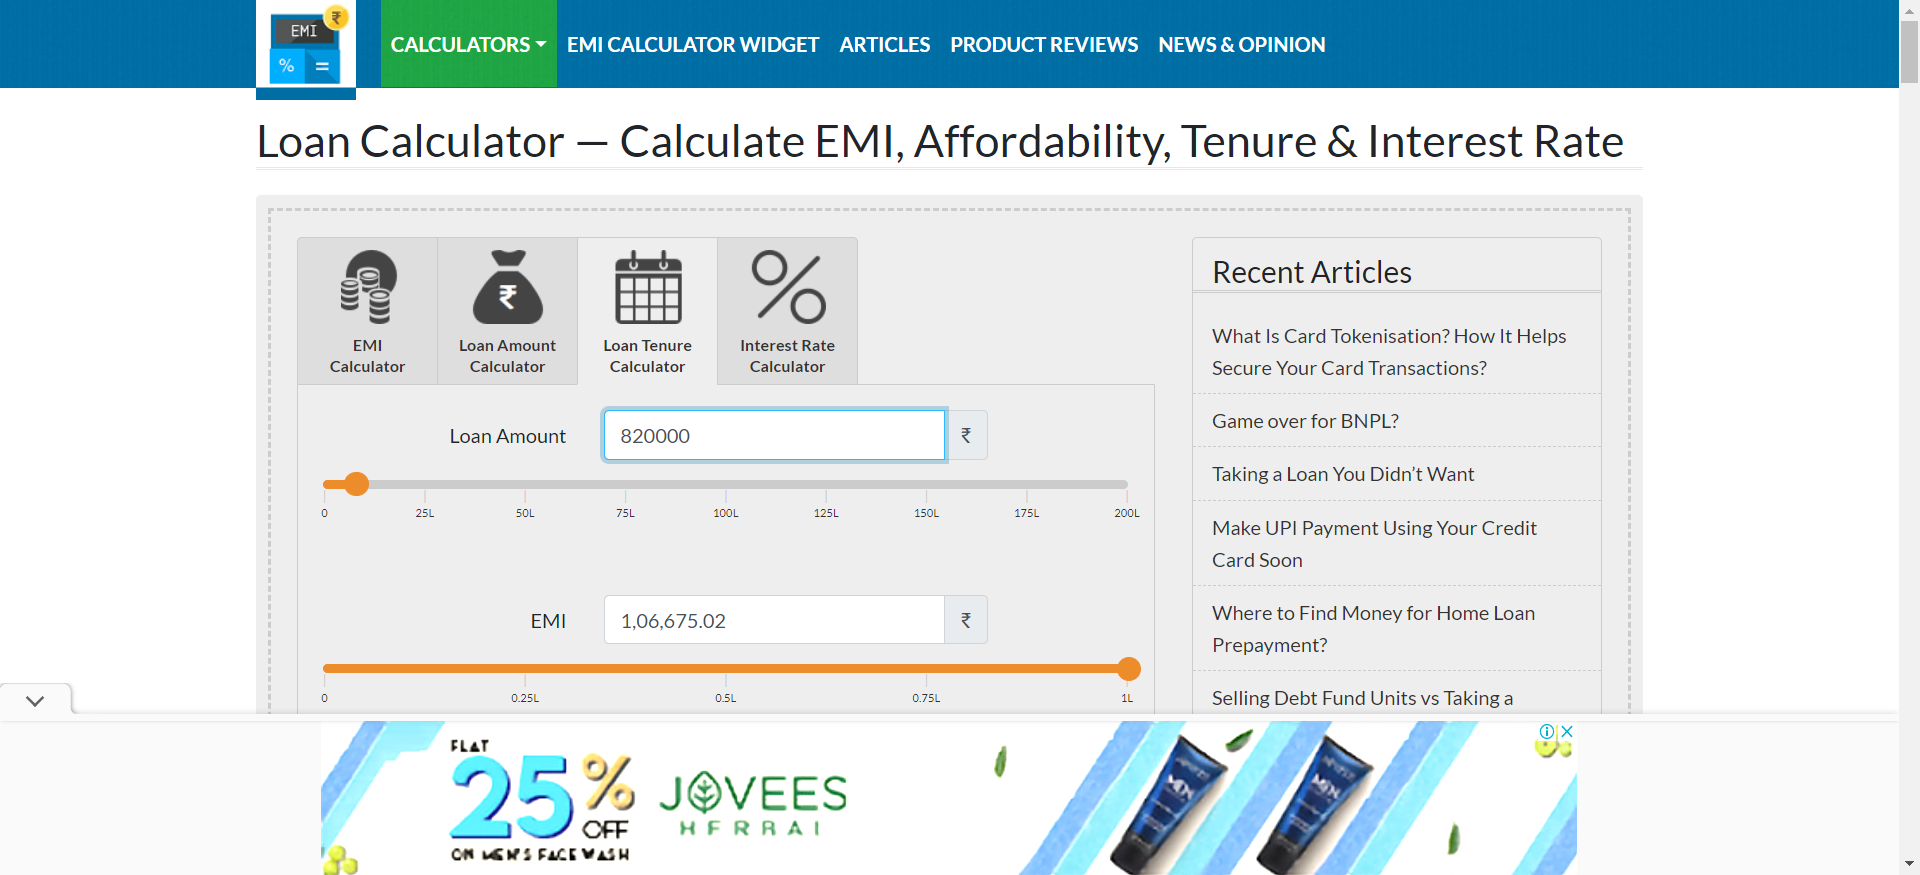 EMI
₹
%
=
CALCULATORS
EMI CALCULATOR WIDGET
ARTICLES
PRODUCT REVIEWS
NEWS & OPINION
Loan Calculator — Calculate EMI, Affordability, Tenure & Interest Rate
EMI
Calculator
₹
Loan Amount
Calculator
Loan Tenure
Calculator
Interest Rate
Calculator
Loan Amount
820000
₹
0 25L 50L 75L 100L 125L 150L 175L 200L
EMI
1,06,675.02
₹
0 0.25L 0.5L 0.75L 1L
Recent Articles
What Is Card Tokenisation? How It Helps
Secure Your Card Transactions?
Game over for BNPL?
Taking a Loan You Didn’t Want
Make UPI Payment Using Your Credit
Card Soon
Where to Find Money for Home Loan
Prepayment?
Selling Debt Fund Units vs Taking a
FLAT
25%
OFF
ON MEN'S FACE WASH
JOVEES
HERBAL
MEN
MEN